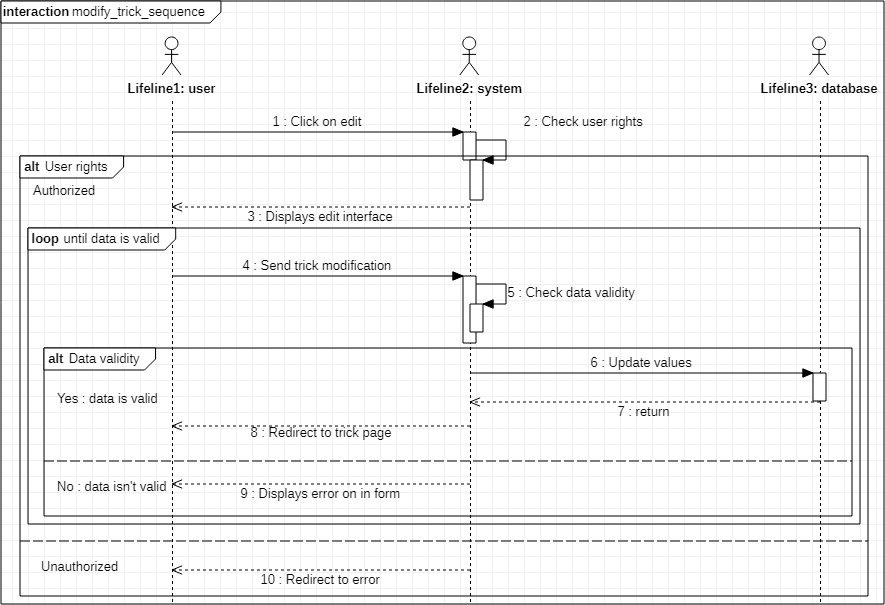 interaction modify_trick_sequence
Lifeline1: user
Lifeline2: system
Lifeline3: database
1 : Click on edit
2 : Check user rights
alt User rights
Authorized
3 : Displays edit interface
loop until data is valid
4 : Send trick modification
5 : Check data validity
alt Data validity
6 : Update values
Yes : data is valid
7 : return
8 : Redirect to trick page
No : data isn't valid
9 : Displays error on in form
Unauthorized
10 : Redirect to error